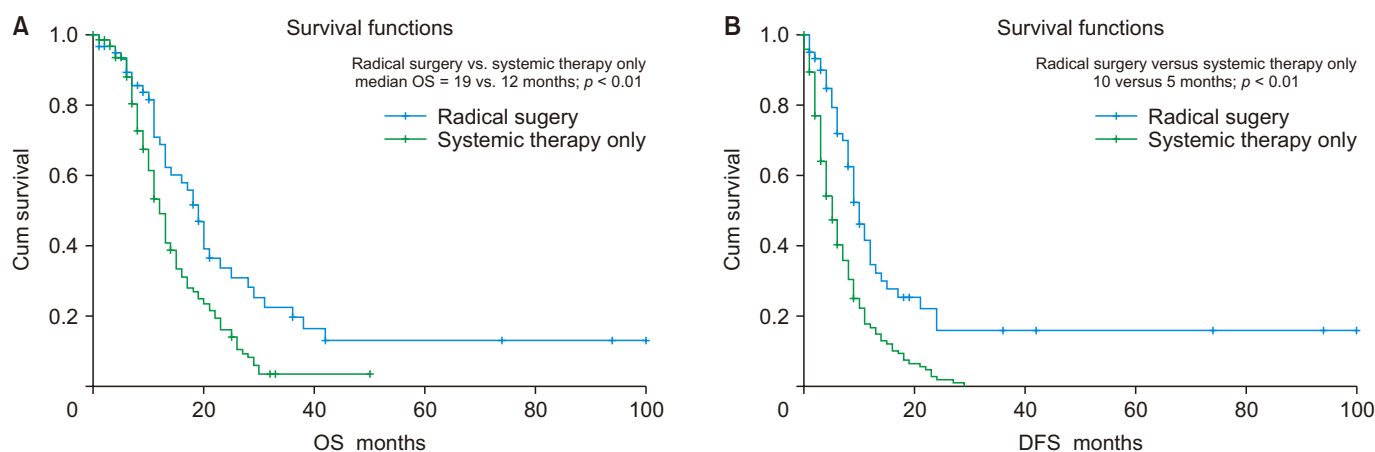 A
Survival functions
Radical surgery vs. systemic therapy only
median OS = 19 vs. 12 months; p < 0.01
Radical sugery
Systemic therapy only
Cum survival
1.0
0.8
0.6
0.4
0.2
0
20
40
60
80
100
OS months
B
Survival functions
Radical surgery versus systemic therapy only
10 versus 5 months; p < 0.01
Radical sugery
Systemic therapy only
Cum survival
1.0
0.8
0.6
0.4
0.2
0
20
40
60
80
100
DFS months